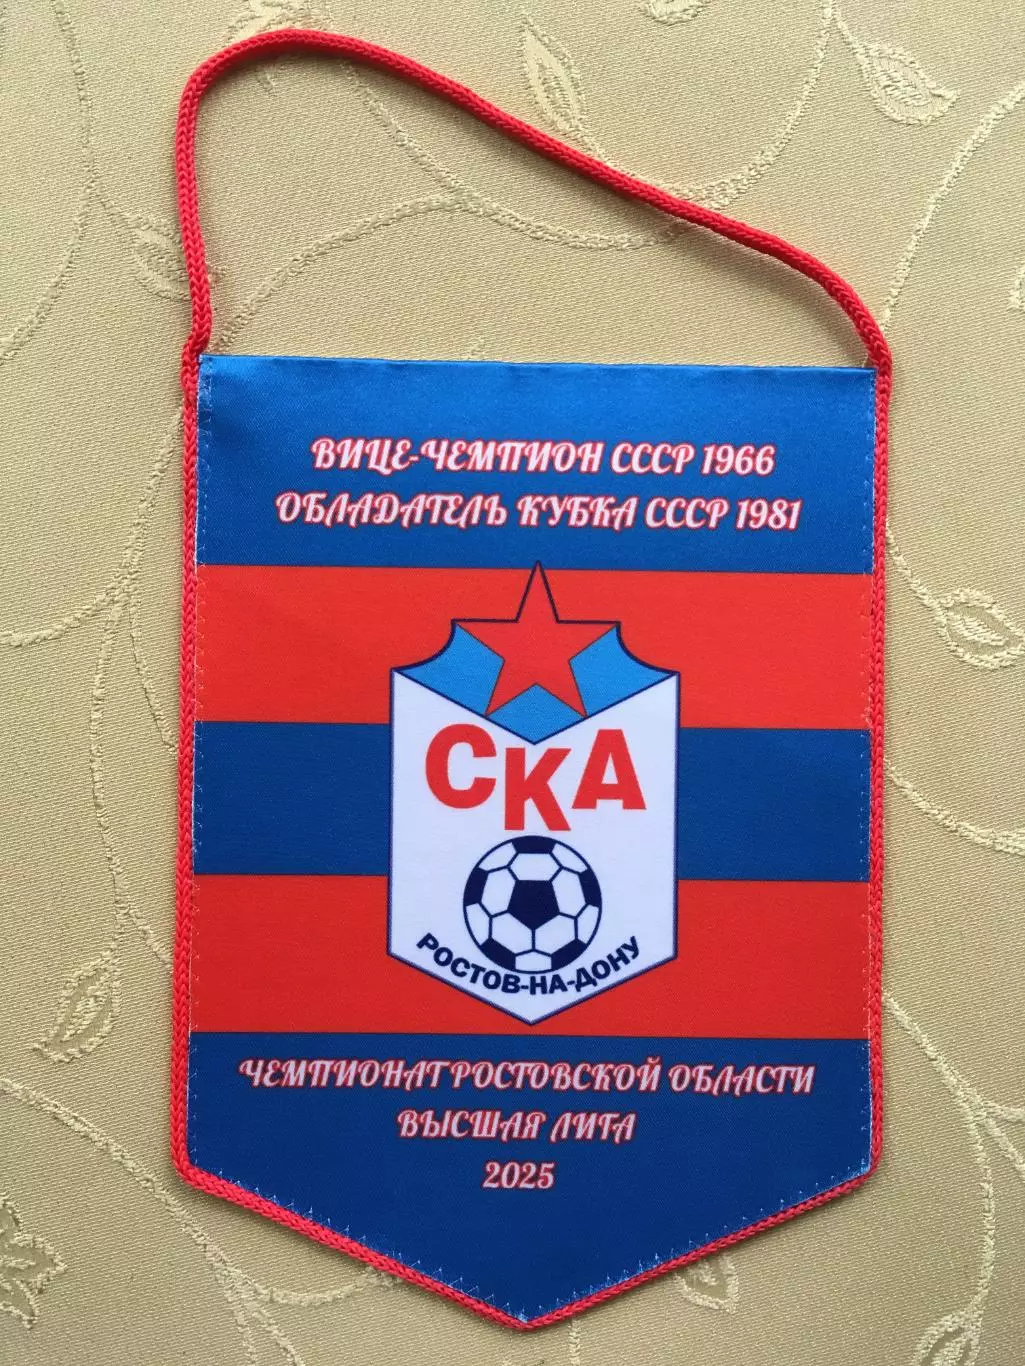 ВИЦЕ-ЧЕМПИОН СССР 1966
ОБЛАДАТЕЛЬ КУБКА СССР 1981
СКА
РОСТОВ-НА-ДОНУ
ЧЕМПИОНАТ РОСТОВСКОЙ ОБЛАСТИ
ВЫСШАЯ ЛИГА
2025